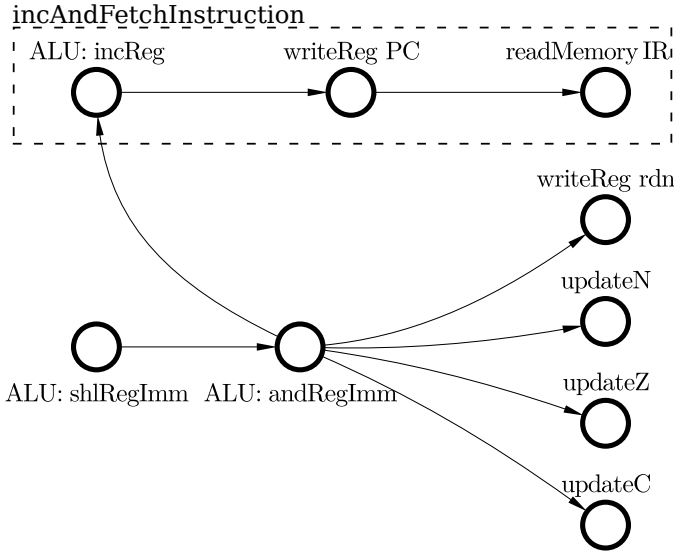 incAndFetchInstruction
ALU: incReg
writeReg PC
readMemory IR
writeReg rdn
updateN
ALU: shlRegImm
ALU: andRegImm
updateZ
updateC